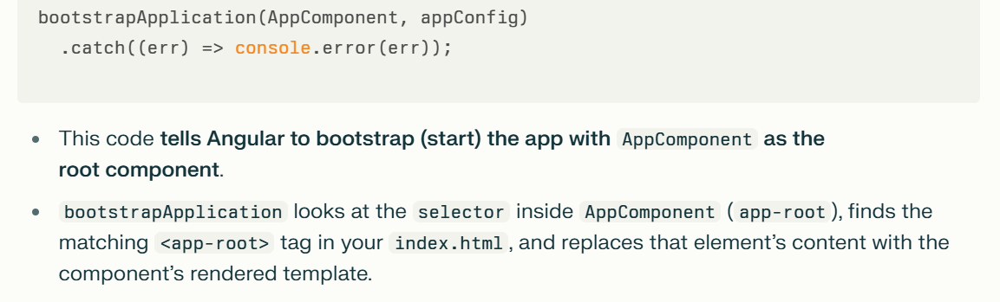 bootstrapApplication(AppComponent, appConfig)
  .catch((err) => console.error(err));
• This code tells Angular to bootstrap (start) the app with AppComponent as the
root component.
• bootstrapApplication looks at the selector inside AppComponent ( app-root ), finds the
matching <app-root> tag in your index.html , and replaces that element’s content with the
component’s rendered template.